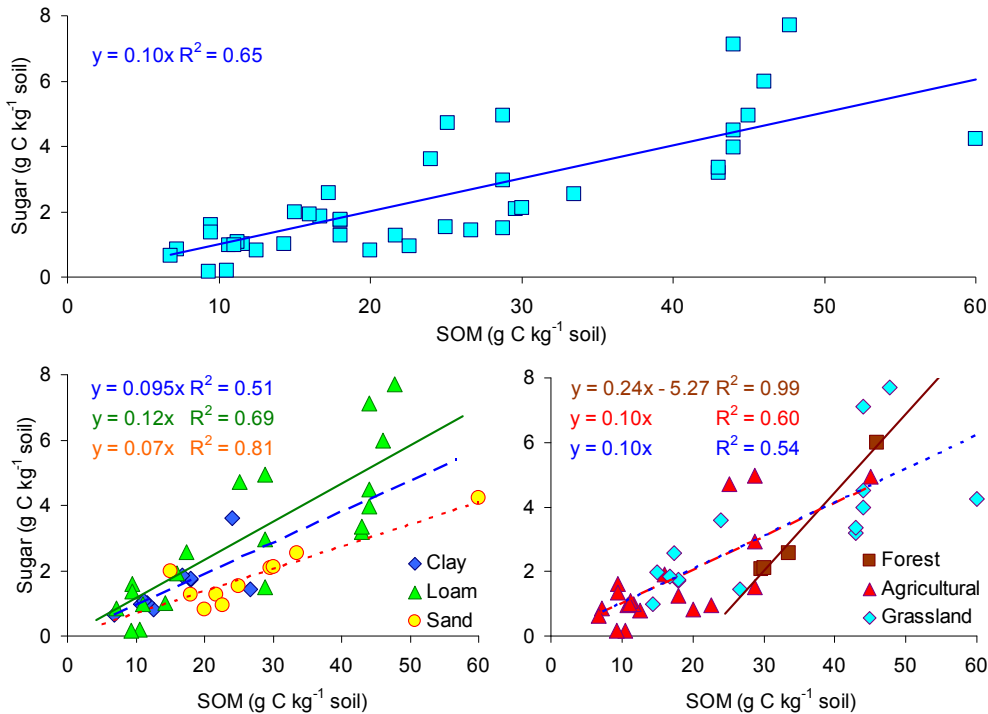 8
6
4
2
0
Sugar (g C kg⁻¹ soil)
y = 0.10x R² = 0.65
0 10 20 30 40 50 60
SOM (g C kg⁻¹ soil)
8
6
4
2
0
Sugar (g C kg⁻¹ soil)
y = 0.095x R² = 0.51
y = 0.12x R² = 0.69
y = 0.07x R² = 0.81
Clay
Loam
Sand
0 10 20 30 40 50 60
SOM (g C kg⁻¹ soil)
8
6
4
2
0
y = 0.24x - 5.27 R² = 0.99
y = 0.10x R² = 0.60
y = 0.10x R² = 0.54
Forest
Agricultural
Grassland
0 10 20 30 40 50 60
SOM (g C kg⁻¹ soil)